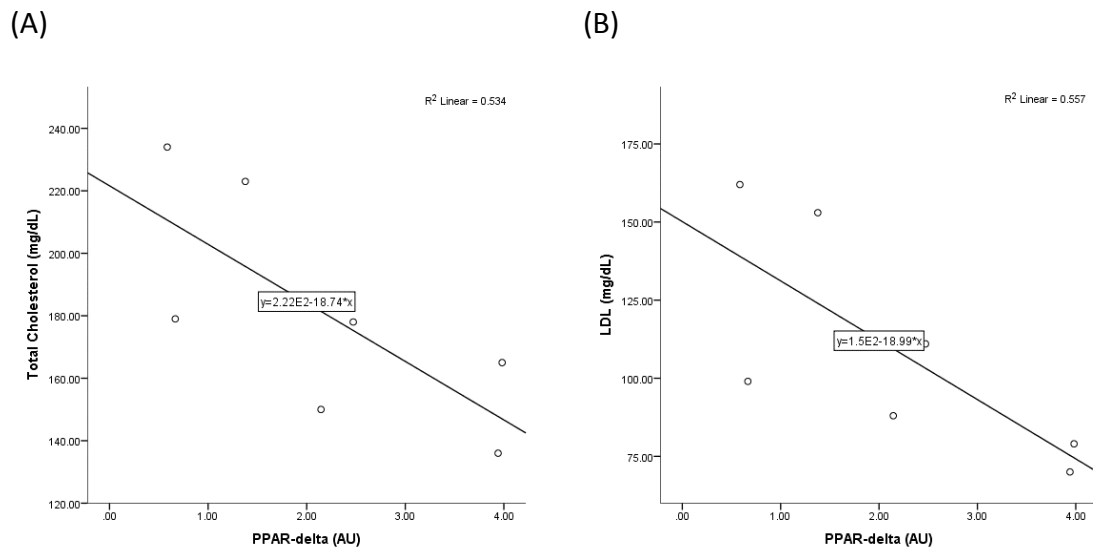 (A)
R² Linear = 0.534
240.00
220.00
200.00
180.00
160.00
140.00
120.00
Total Cholesterol (mg/dL)
y=2.22E2-18.74*x
.00 1.00 2.00 3.00 4.00
PPAR-delta (AU)
(B)
R² Linear = 0.557
175.00
150.00
125.00
100.00
75.00
LDL (mg/dL)
y=1.5E2-18.99*x
.00 1.00 2.00 3.00 4.00
PPAR-delta (AU)